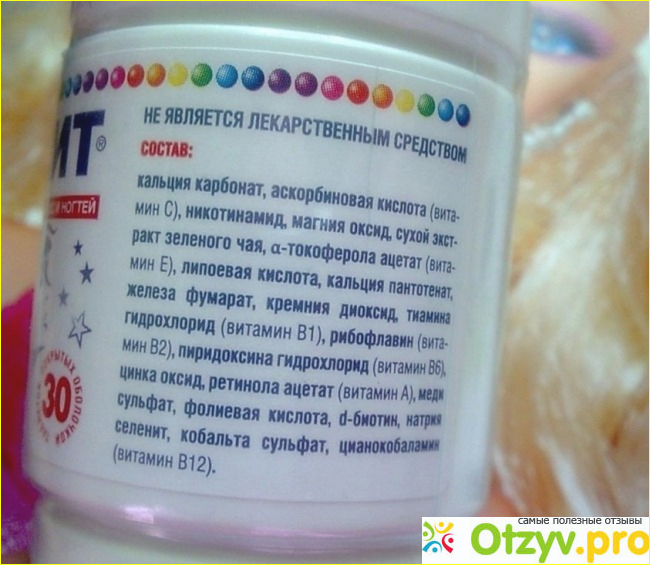 НЕ ЯВЛЯЕТСЯ ЛЕКАРСТВЕННЫМ СРЕДСТВОМ
ИТ®
СОСТАВ:
кальция карбонат, аскорбиновая кислота (вита-
мин С), никотинамид, магния оксид, сухой экст-
ракт зеленого чая, α-токоферола ацетат (вита-
мин Е), липоевая кислота, кальция пантотенат,
железа фумарат, кремния диоксид, тиамина
гидрохлорид (витамин В1), рибофлавин (вита-
мин В2), пиридоксина гидрохлорид (витамин В6),
цинка оксид, ретинола ацетат (витамин А), меди
сульфат, фолиевая кислота, d-биотин, натрия
селенит, кобальта сульфат, цианокобаламин
(витамин В12).
И НОГТЕЙ
30
ПОКРЫТЫХ ОБОЛОЧКОЙ
самые полезные отзывы
Otzyv.pro